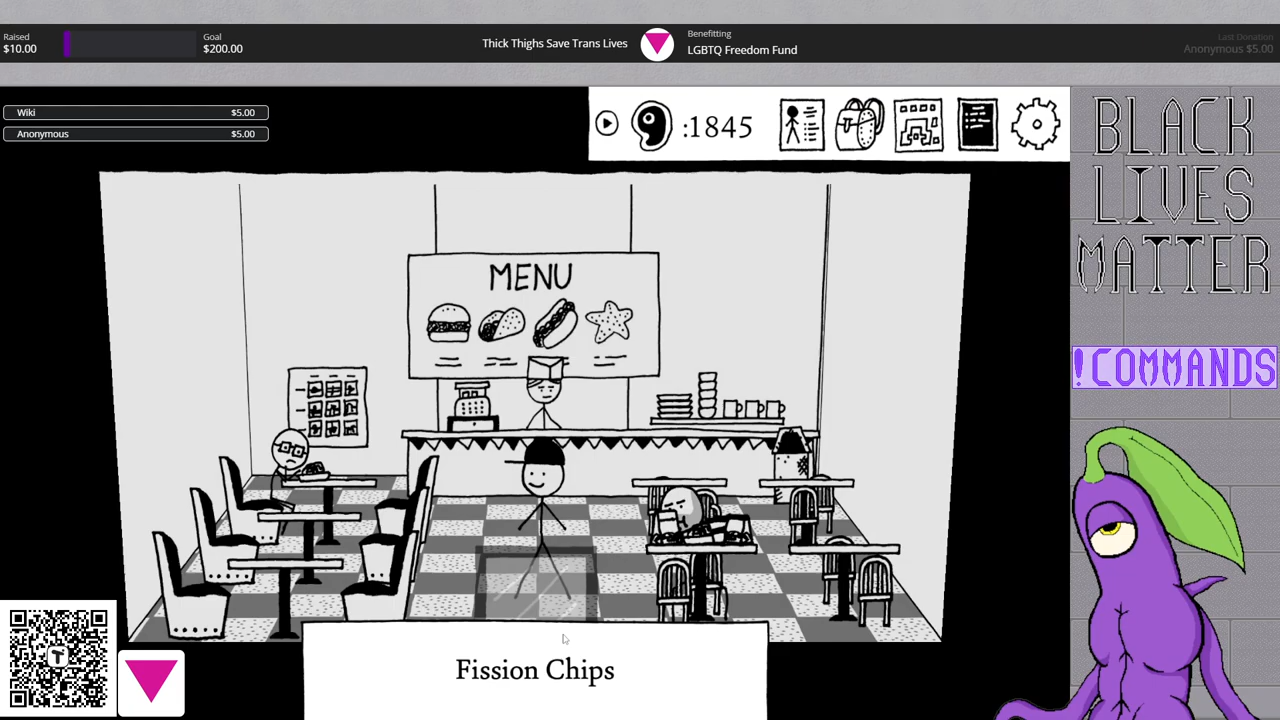 Raised
$10.00
Goal
$200.00
Thick Thighs Save Trans Lives
Benefitting
LGBTQ Freedom Fund
Last Donation
Anonymous $5.00
Wiki $5.00
Anonymous $5.00
:1845
BLACK
LIVES
MATTER
MENU
!COMMANDS
T
Fission Chips